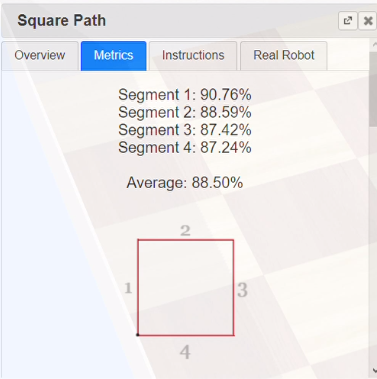 Square Path
Overview
Metrics
Instructions
Real Robot
Segment 1: 90.76%
Segment 2: 88.59%
Segment 3: 87.42%
Segment 4: 87.24%
Average: 88.50%
2
1
3
4